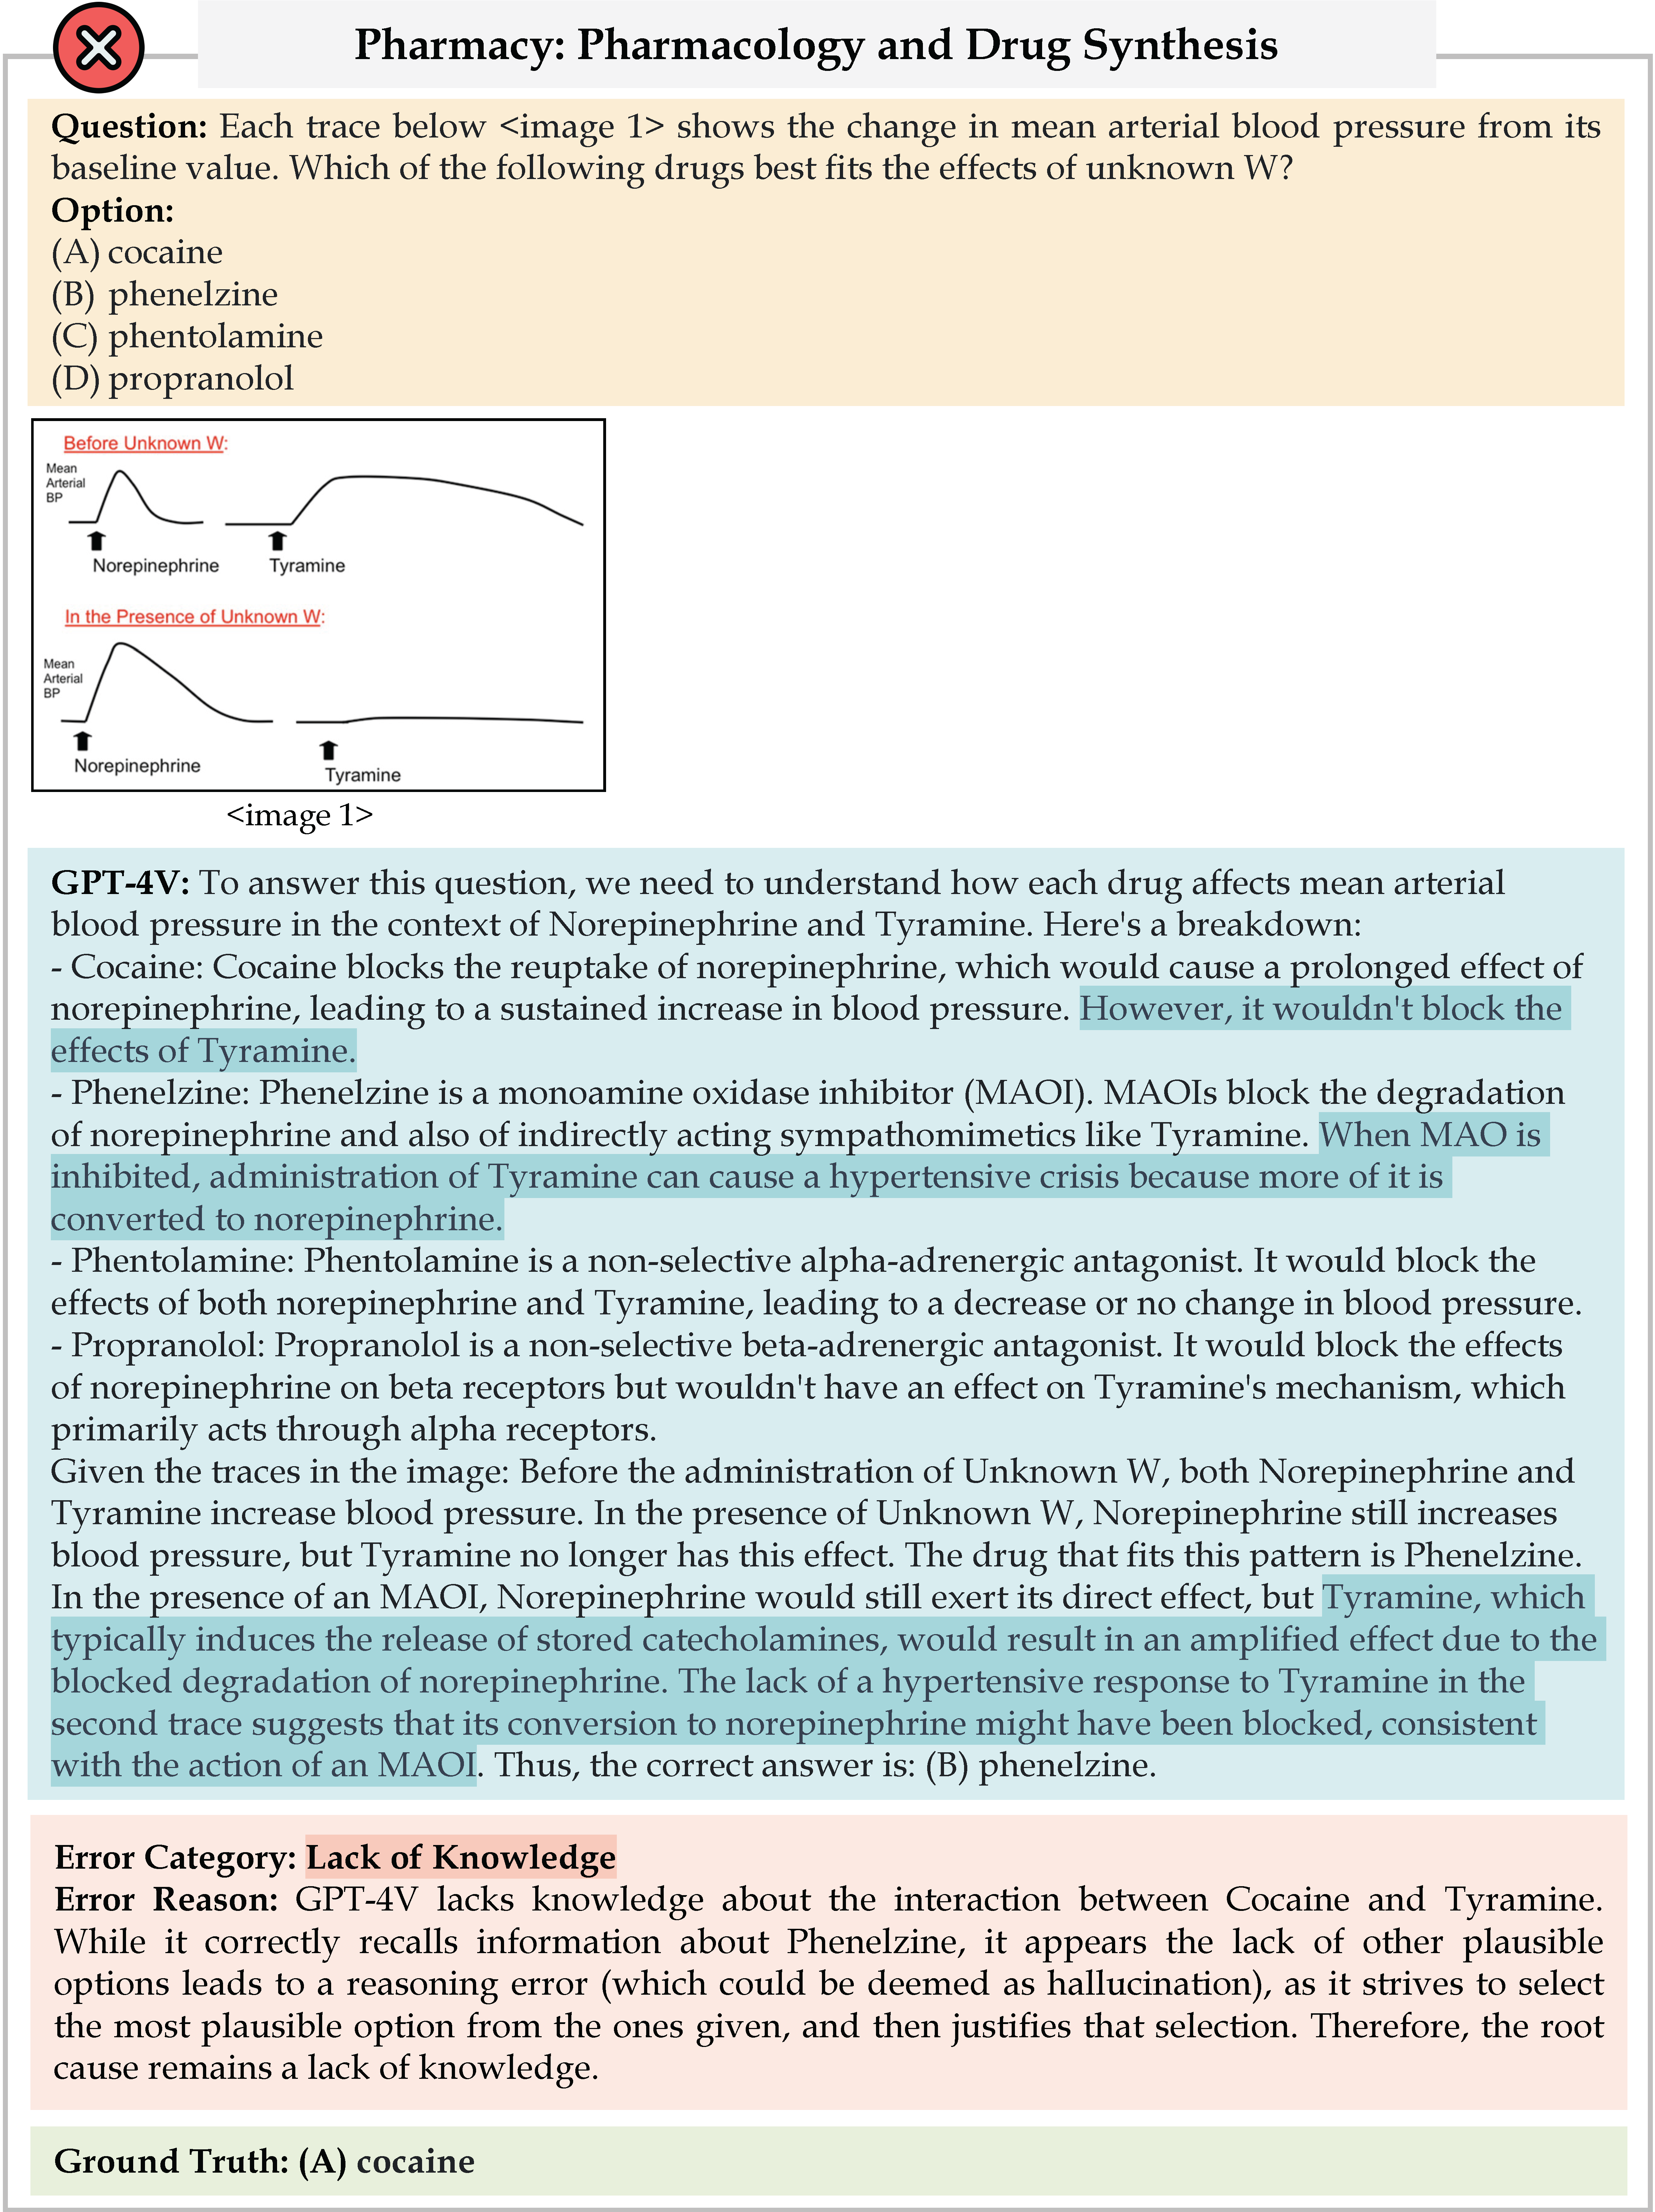 Pharmacy: Pharmacology and Drug Synthesis
Question: Each trace below <image 1> shows the change in mean arterial blood pressure from its
baseline value. Which of the following drugs best fits the effects of unknown W?
Option:
(A) cocaine
(B) phenelzine
(C) phentolamine
(D) propranolol
Before Unknown W:
Mean
Arterial
BP
Norepinephrine
Tyramine
In the Presence of Unknown W:
Mean
Arterial
BP
Norepinephrine
Tyramine
<image 1>
GPT-4V: To answer this question, we need to understand how each drug affects mean arterial
blood pressure in the context of Norepinephrine and Tyramine. Here's a breakdown:
- Cocaine: Cocaine blocks the reuptake of norepinephrine, which would cause a prolonged effect of
norepinephrine, leading to a sustained increase in blood pressure. However, it wouldn't block the
effects of Tyramine.
- Phenelzine: Phenelzine is a monoamine oxidase inhibitor (MAOI). MAOIs block the degradation
of norepinephrine and also of indirectly acting sympathomimetics like Tyramine. When MAO is
inhibited, administration of Tyramine can cause a hypertensive crisis because more of it is
converted to norepinephrine.
- Phentolamine: Phentolamine is a non-selective alpha-adrenergic antagonist. It would block the
effects of both norepinephrine and Tyramine, leading to a decrease or no change in blood pressure.
- Propranolol: Propranolol is a non-selective beta-adrenergic antagonist. It would block the effects
of norepinephrine on beta receptors but wouldn't have an effect on Tyramine's mechanism, which
primarily acts through alpha receptors.
Given the traces in the image: Before the administration of Unknown W, both Norepinephrine and
Tyramine increase blood pressure. In the presence of Unknown W, Norepinephrine still increases
blood pressure, but Tyramine no longer has this effect. The drug that fits this pattern is Phenelzine.
In the presence of an MAOI, Norepinephrine would still exert its direct effect, but Tyramine, which
typically induces the release of stored catecholamines, would result in an amplified effect due to the
blocked degradation of norepinephrine. The lack of a hypertensive response to Tyramine in the
second trace suggests that its conversion to norepinephrine might have been blocked, consistent
with the action of an MAOI. Thus, the correct answer is: (B) phenelzine.
Error Category: Lack of Knowledge
Error Reason: GPT-4V lacks knowledge about the interaction between Cocaine and Tyramine.
While it correctly recalls information about Phenelzine, it appears the lack of other plausible
options leads to a reasoning error (which could be deemed as hallucination), as it strives to select
the most plausible option from the ones given, and then justifies that selection. Therefore, the root
cause remains a lack of knowledge.
Ground Truth: (A) cocaine